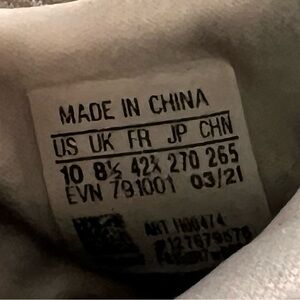 MADE IN CHINA
US UK FR JP CHN
10 8½ 42⅔ 270 265
EVN 791001 03/21
ART